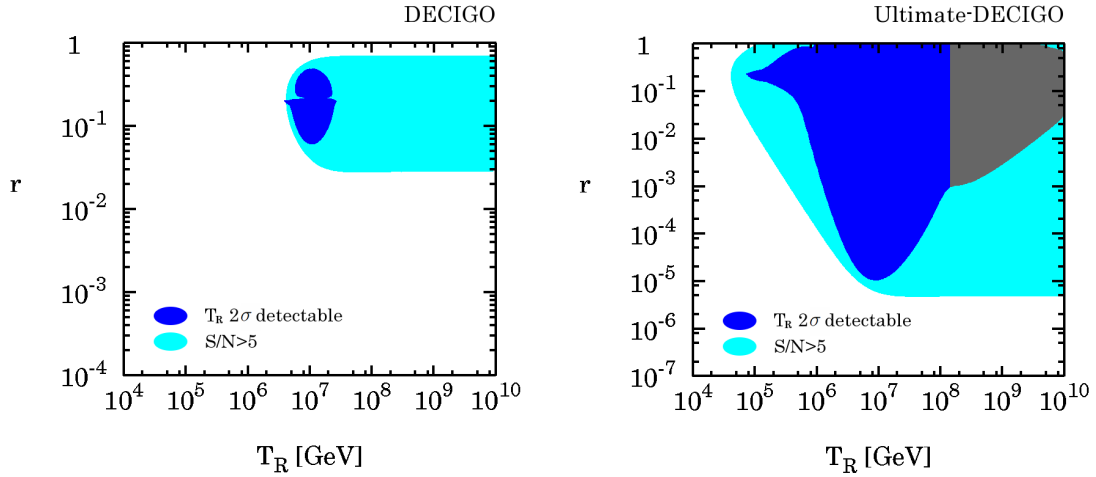 DECIGO
1
10^-1
r
10^-2
10^-3
10^-4
T_R 2σ detectable
S/N>5
10^4 10^5 10^6 10^7 10^8 10^9 10^10
T_R [GeV]
Ultimate-DECIGO
1
10^-1
10^-2
r
10^-3
10^-4
10^-5
10^-6
10^-7
T_R 2σ detectable
S/N>5
10^4 10^5 10^6 10^7 10^8 10^9 10^10
T_R [GeV]